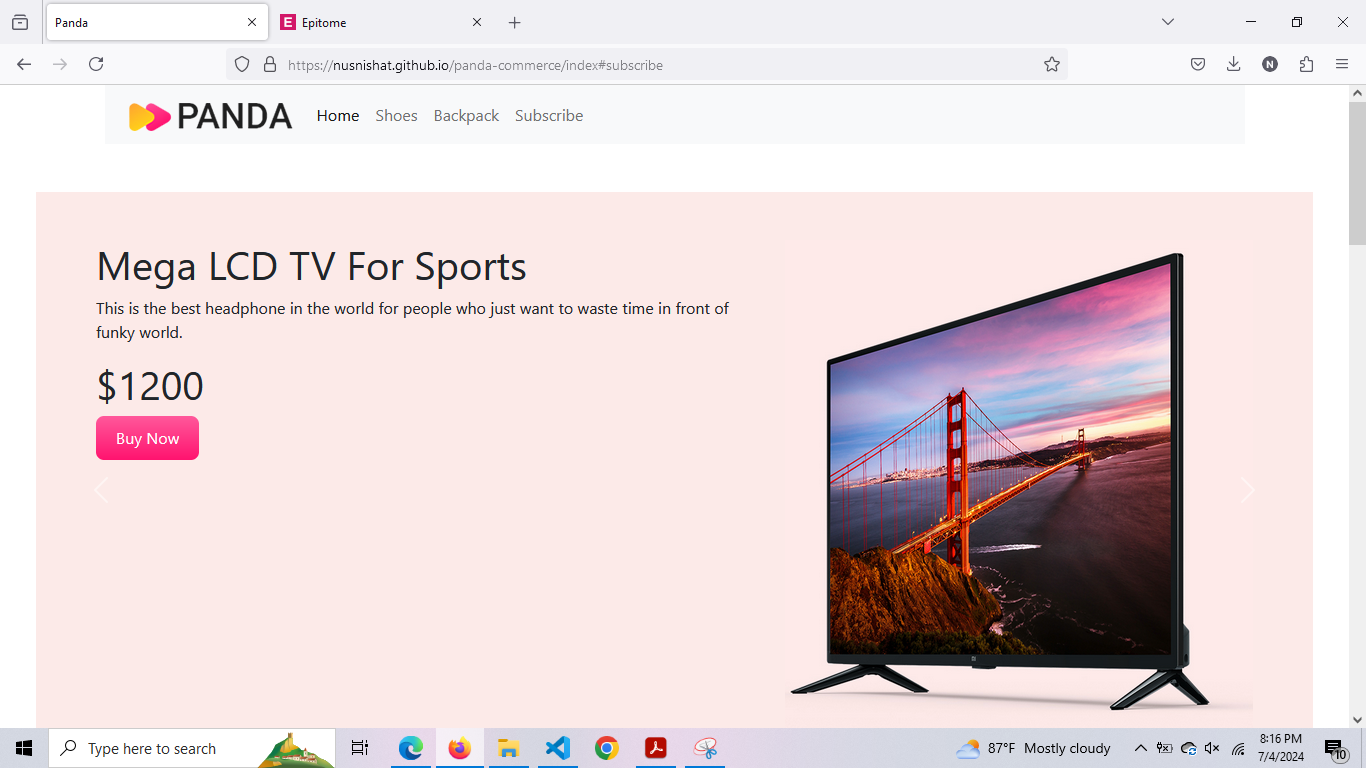 Panda
E Epitome
https://nusnishat.github.io/panda-commerce/index#subscribe
N
PANDA Home Shoes Backpack Subscribe
Mega LCD TV For Sports
This is the best headphone in the world for people who just want to waste time in front of
funky world.
$1200
Buy Now
Type here to search
87°F Mostly cloudy
8:16 PM
7/4/2024
10